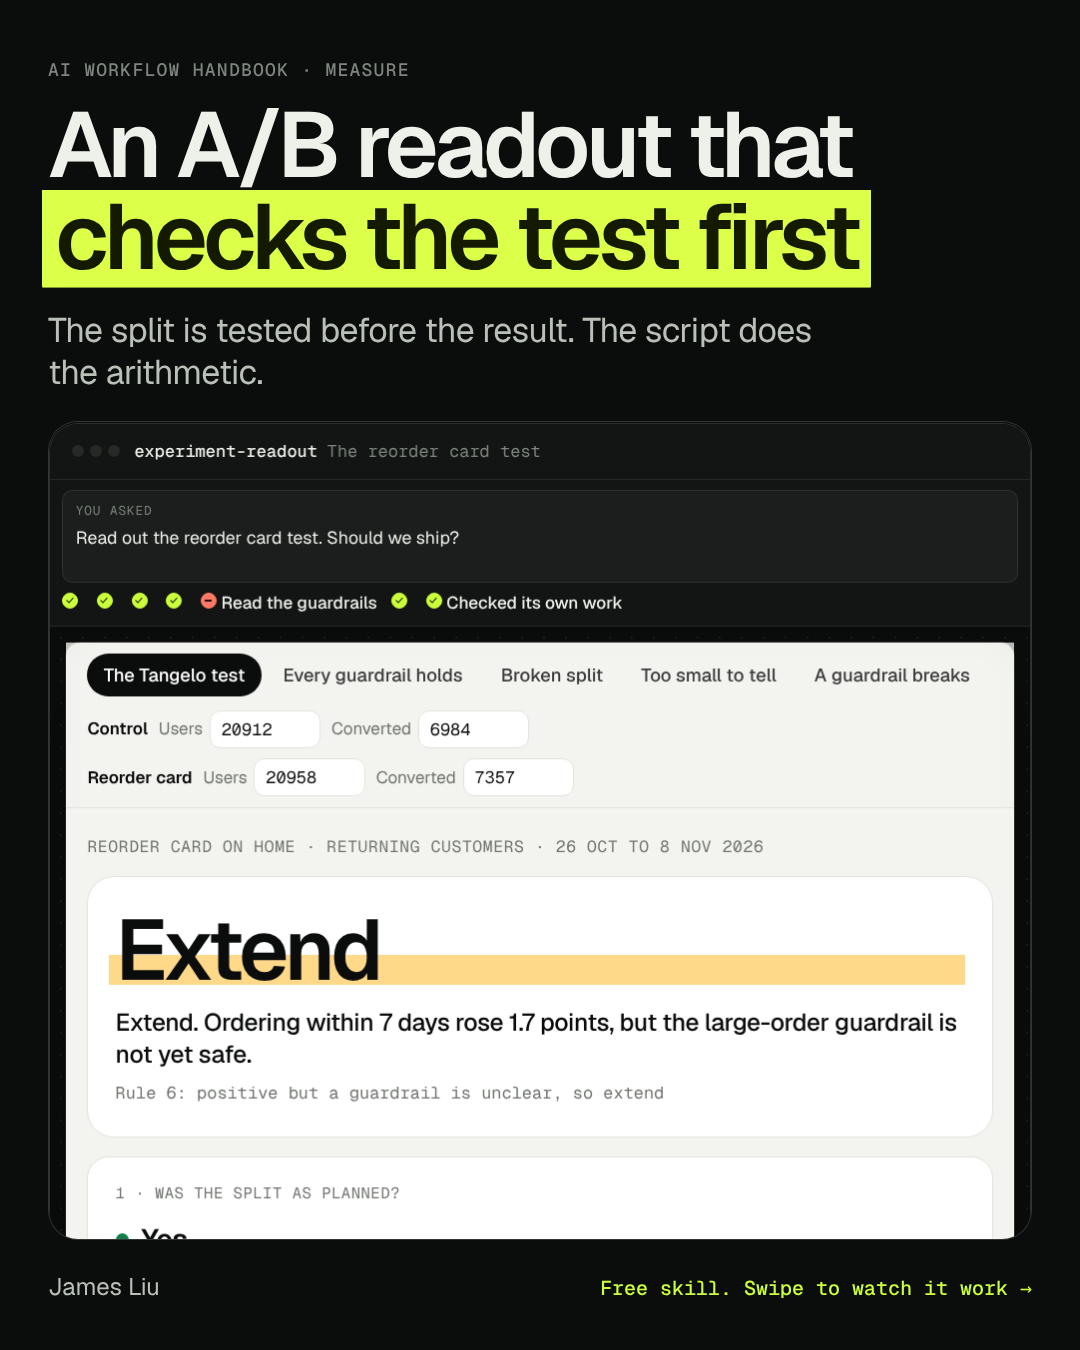 AI WORKFLOW HANDBOOK · MEASURE
An A/B readout that
checks the test first
The split is tested before the result. The script does
the arithmetic.
experiment-readout The reorder card test
YOU ASKED
Read out the reorder card test. Should we ship?
Read the guardrails Checked its own work
The Tangelo test Every guardrail holds Broken split Too small to tell A guardrail breaks
Control Users 20912 Converted 6984
Reorder card Users 20958 Converted 7357
REORDER CARD ON HOME · RETURNING CUSTOMERS · 26 OCT TO 8 NOV 2026
Extend
Extend. Ordering within 7 days rose 1.7 points, but the large-order guardrail is
not yet safe.
Rule 6: positive but a guardrail is unclear, so extend
1 · WAS THE SPLIT AS PLANNED?
Yes
James Liu
Free skill. Swipe to watch it work →